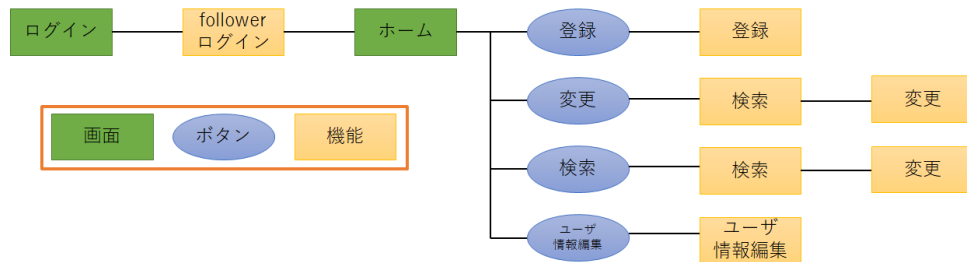 ログイン
follower
ログイン
ホーム
登録
登録
変更
検索
変更
画面
ボタン
機能
検索
検索
変更
ユーザ
情報編集
ユーザ
情報編集